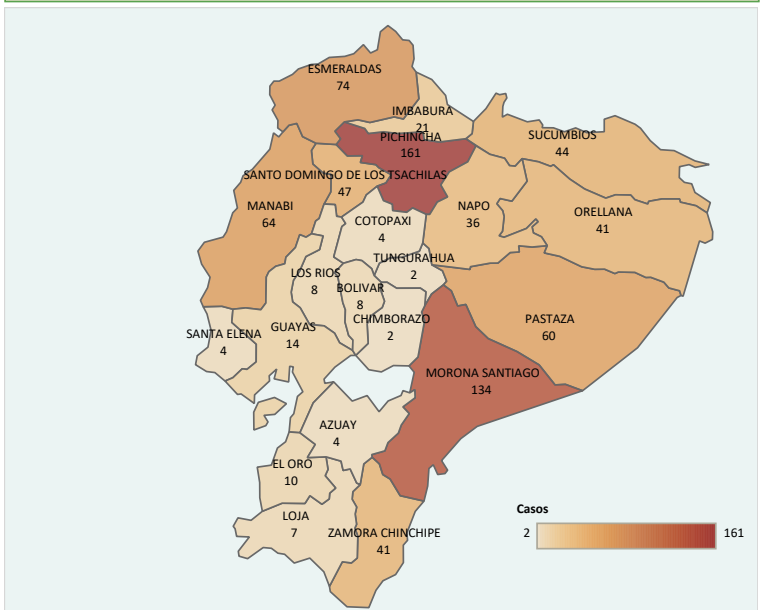 ESMERALDAS
74
IMBABURA
21
PICHINCHA
161
SUCUMBIOS
44
SANTO DOMINGO DE LOS TSACHILAS
47
MANABI
64
NAPO
36
ORELLANA
41
COTOPAXI
4
TUNGURAHUA
2
LOS RIOS
8
BOLIVAR
8
CHIMBORAZO
2
PASTAZA
60
SANTA ELENA
4
GUAYAS
14
MORONA SANTIAGO
134
AZUAY
4
EL ORO
10
LOJA
7
ZAMORA CHINCHIPE
41
Casos
2 161